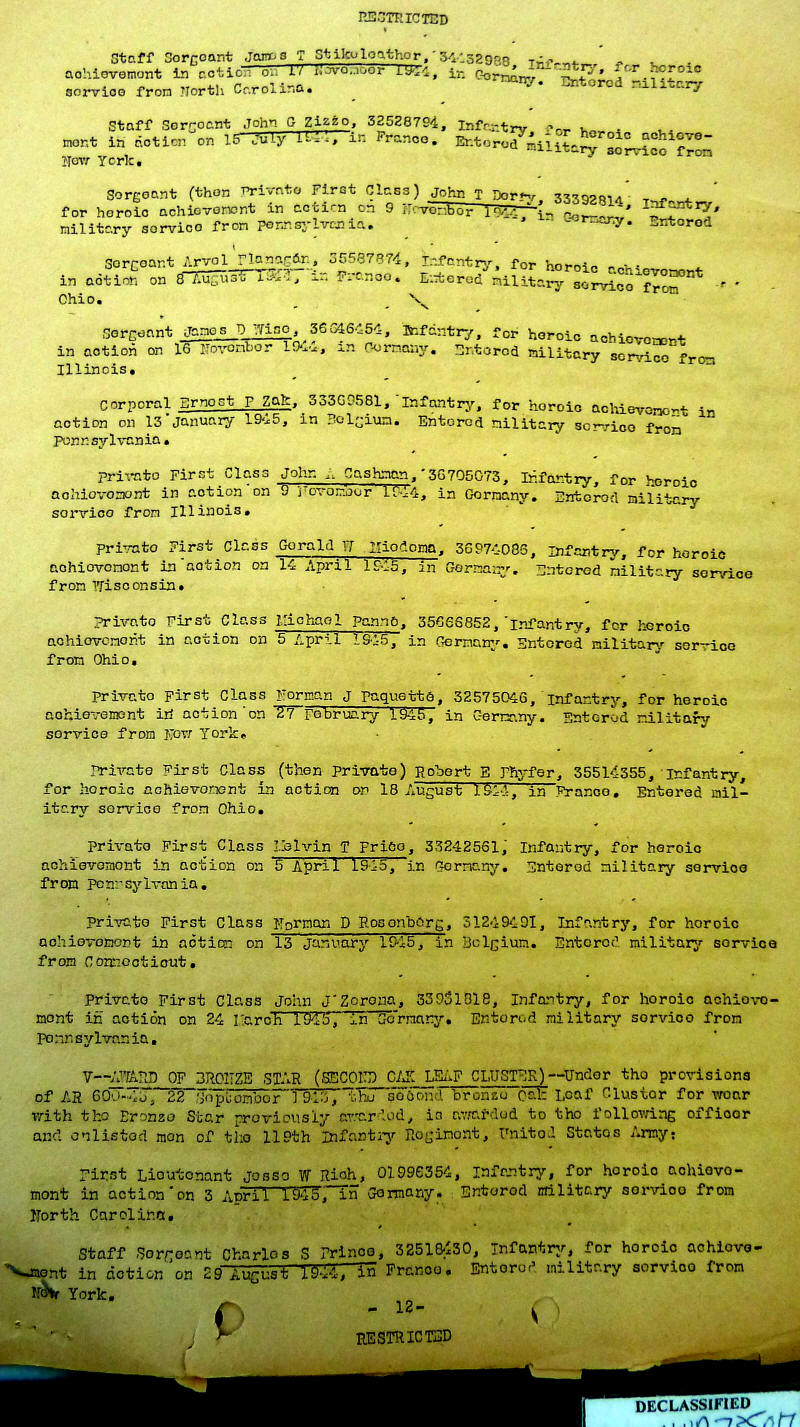 RESTRICTED
Staff Sergeant James T Stikeleather, 34432988, Infantry, for heroic
achievement in action on 17 November 1944, in Germany. Entered military
service from North Carolina.
Staff Sergeant John G Zizzo, 32528794, Infantry, for heroic achieve-
ment in action on 15 July 1944, in France. Entered military service from
New York.
Sergeant (then Private First Class) John T Derry, 33392814, Infantry,
for heroic achievement in action on 9 November 1944, in Germany. Entered
military service from Pennsylvania.
Sergeant Arvel Flanagan, 35587874, Infantry, for heroic achievement
in action on 8 August 1944, in France. Entered military service from
Ohio.
Sergeant James D Wise, 36646454, Infantry, for heroic achievement
in action on 16 November 1944, in Germany. Entered military service from
Illinois.
Corporal Ernest P Zak, 33369581, Infantry, for heroic achievement in
action on 13 January 1945, in Belgium. Entered military service from
Pennsylvania.
Private First Class John A Cashman, 36705073, Infantry, for heroic
achievement in action on 9 November 1944, in Germany. Entered military
service from Illinois.
Private First Class Gerald W Miodema, 36974086, Infantry, for heroic
achievement in action on 14 April 1945, in Germany. Entered military service
from Wisconsin.
Private First Class Michael Panno, 35666852, Infantry, for heroic
achievement in action on 5 April 1945, in Germany. Entered military service
from Ohio.
Private First Class Norman J Paquette, 32575046, Infantry, for heroic
achievement in action on 27 February 1945, in Germany. Entered military
service from New York.
Private First Class (then Private) Robert E Phyfer, 35514355, Infantry,
for heroic achievement in action on 18 August 1944, in France. Entered mil-
itary service from Ohio.
Private First Class Melvin T Price, 33242561, Infantry, for heroic
achievement in action on 5 April 1945, in Germany. Entered military service
from Pennsylvania.
Private First Class Norman D Rosenberg, 31249491, Infantry, for heroic
achievement in action on 13 January 1945, in Belgium. Entered military service
from Connecticut.
Private First Class John J Zerena, 33931818, Infantry, for heroic achieve-
ment in action on 24 March 1945, in Germany. Entered military service from
Pennsylvania.
V--AWARD OF BRONZE STAR (SECOND OAK LEAF CLUSTER)--Under the provisions
of AR 600-45, 22 September 1943, the second bronze Oak Leaf Cluster for wear
with the Bronze Star previously awarded, is awarded to the following officer
and enlisted men of the 119th Infantry Regiment, United States Army:
First Lieutenant Jesse W Rich, 01996354, Infantry, for heroic achieve-
ment in action on 3 April 1945, in Germany. Entered military service from
North Carolina.
Staff Sergeant Charles S Prince, 32518430, Infantry, for heroic achieve-
ment in action on 29 August 1944, in France. Entered military service from
New York.
- 12-
RESTRICTED
DECLASSIFIED